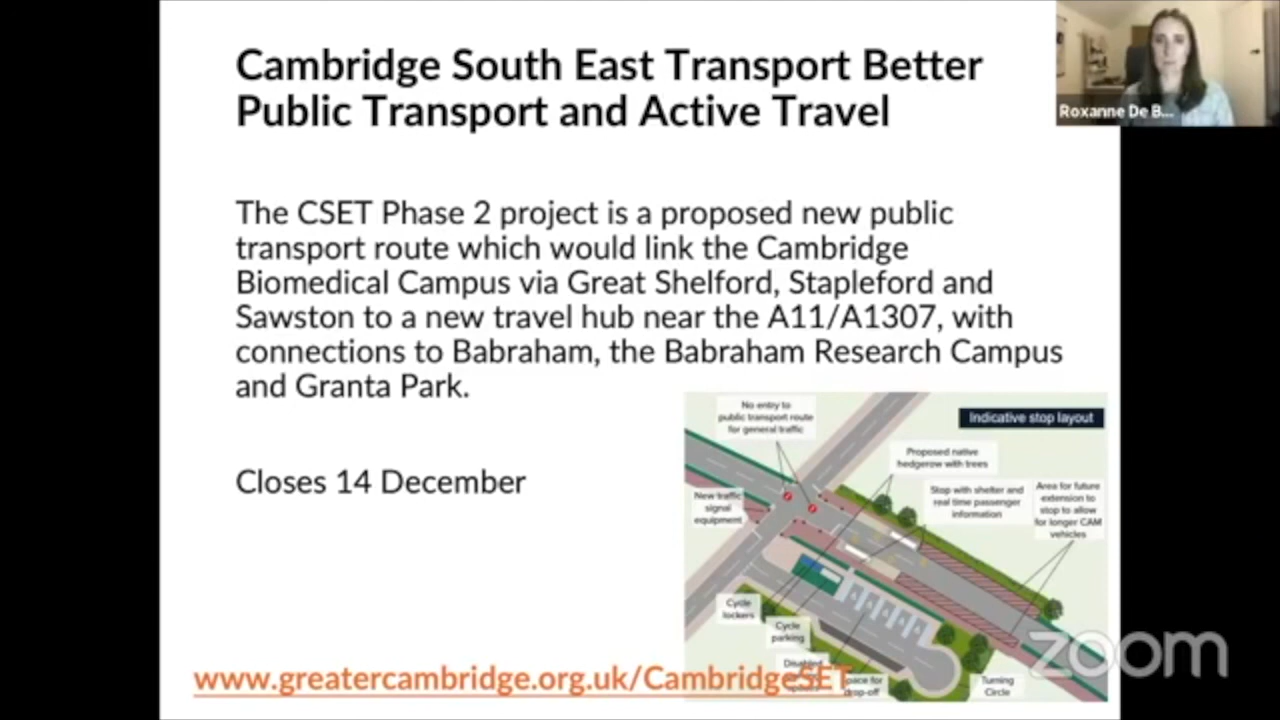 Cambridge South East Transport Better
Public Transport and Active Travel
Roxanne De B...
The CSET Phase 2 project is a proposed new public
transport route which would link the Cambridge
Biomedical Campus via Great Shelford, Stapleford and
Sawston to a new travel hub near the A11/A1307, with
connections to Babraham, the Babraham Research Campus
and Granta Park.
Closes 14 December
No entry to
public transport route
for general traffic
Indicative stop layout
Proposed native
hedgerow with trees
New traffic
signal
equipment
Stop with shelter and
real time passenger
information
Area for future
extension to
stop to allow
for longer CAM
vehicles
Cycle
lockers
Cycle
parking
Disabled
space for
drop-off
Turning
Circle
www.greatercambridge.org.uk/CambridgeSET
zoom